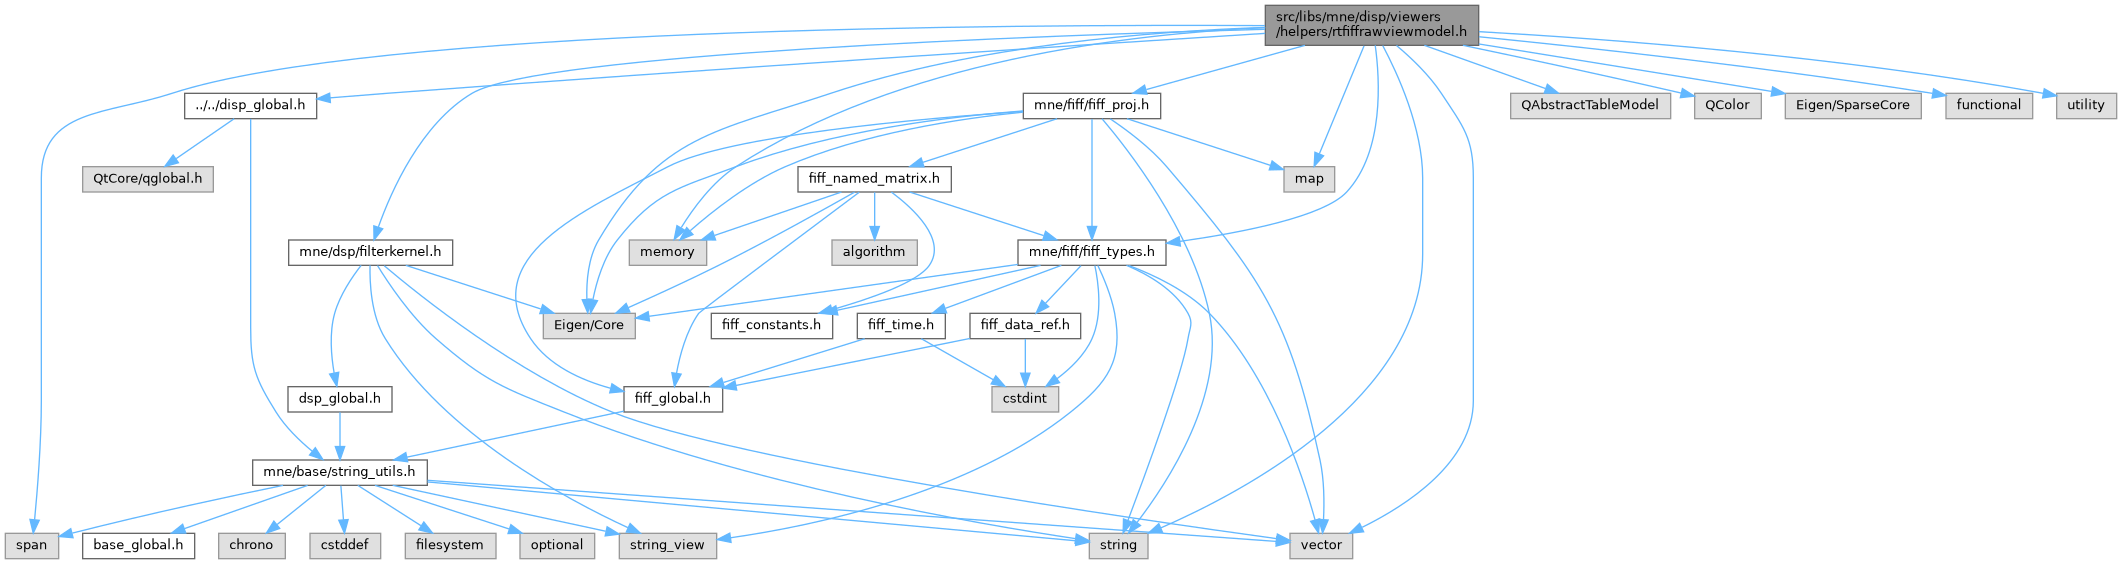 src/libs/mne/disp/viewers
/helpers/rtfiffrawviewmodel.h
../../disp_global.h
mne/fiff/fiff_proj.h
QAbstractTableModel
QColor
Eigen/SparseCore
functional
utility
QtCore/qglobal.h
fiff_named_matrix.h
map
mne/dsp/filterkernel.h
memory
algorithm
mne/fiff/fiff_types.h
Eigen/Core
fiff_constants.h
fiff_time.h
fiff_data_ref.h
dsp_global.h
fiff_global.h
cstdint
mne/base/string_utils.h
span
base_global.h
chrono
cstddef
filesystem
optional
string_view
string
vector